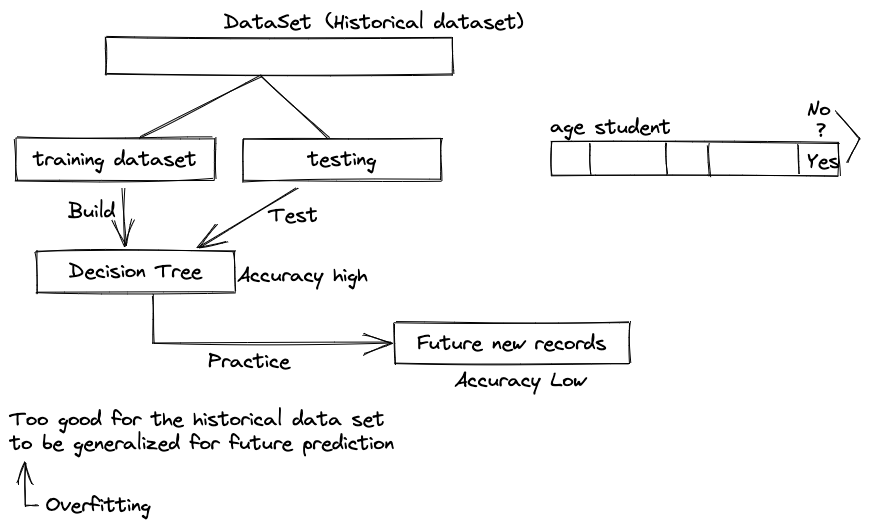 DataSet (Historical dataset)
No
?
age student
training dataset
testing
Yes
Build
Test
Decision Tree
Accuracy high
Future new records
Practice
Accuracy Low
Too good for the historical data set
to be generalized for future prediction
Overfitting